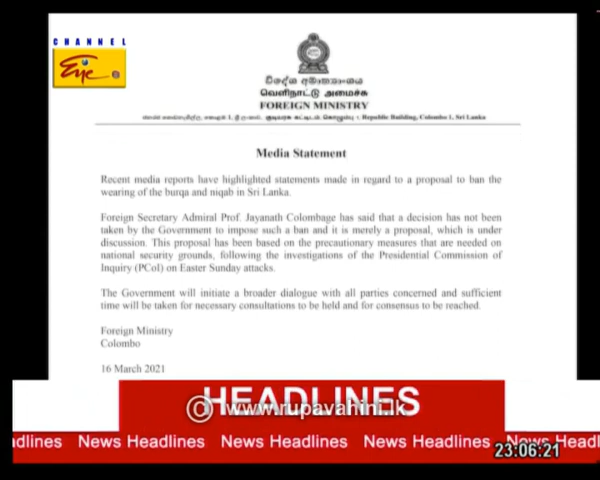 CHANNEL
Eye
විදේශ අමාත්‍යාංශය
வெளிநாட்டு அமைச்சு
FOREIGN MINISTRY
Republic Building, Colombo 1, Sri Lanka
Media Statement
Recent media reports have highlighted statements made in regard to a proposal to ban the
wearing of the burqa and niqab in Sri Lanka.
Foreign Secretary Admiral Prof. Jayanath Colombage has said that a decision has not been
taken by the Government to impose such a ban and it is merely a proposal, which is under
discussion. This proposal has been based on the precautionary measures that are needed on
national security grounds, following the investigations of the Presidential Commission of
Inquiry (PCoI) on Easter Sunday attacks.
The Government will initiate a broader dialogue with all parties concerned and sufficient
time will be taken for necessary consultations to be held and for consensus to be reached.
Foreign Ministry
Colombo
16 March 2021
HEADLINES
@ www.rupavahini.lk
adlines News Headlines News Headlines News Headlines News Headl
23:06:21